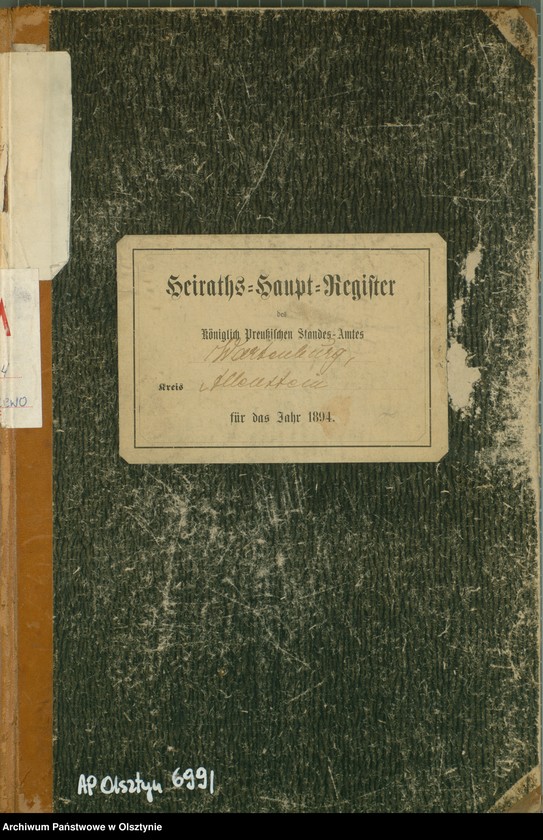 Heiraths-Haupt-Register
des
Königlich Preußischen Standes-Amtes
Wartenburg,
Kreis Allenstein
für das Jahr 1894.
AP Olsztyn 6991
Archiwum Państwowe w Olsztynie